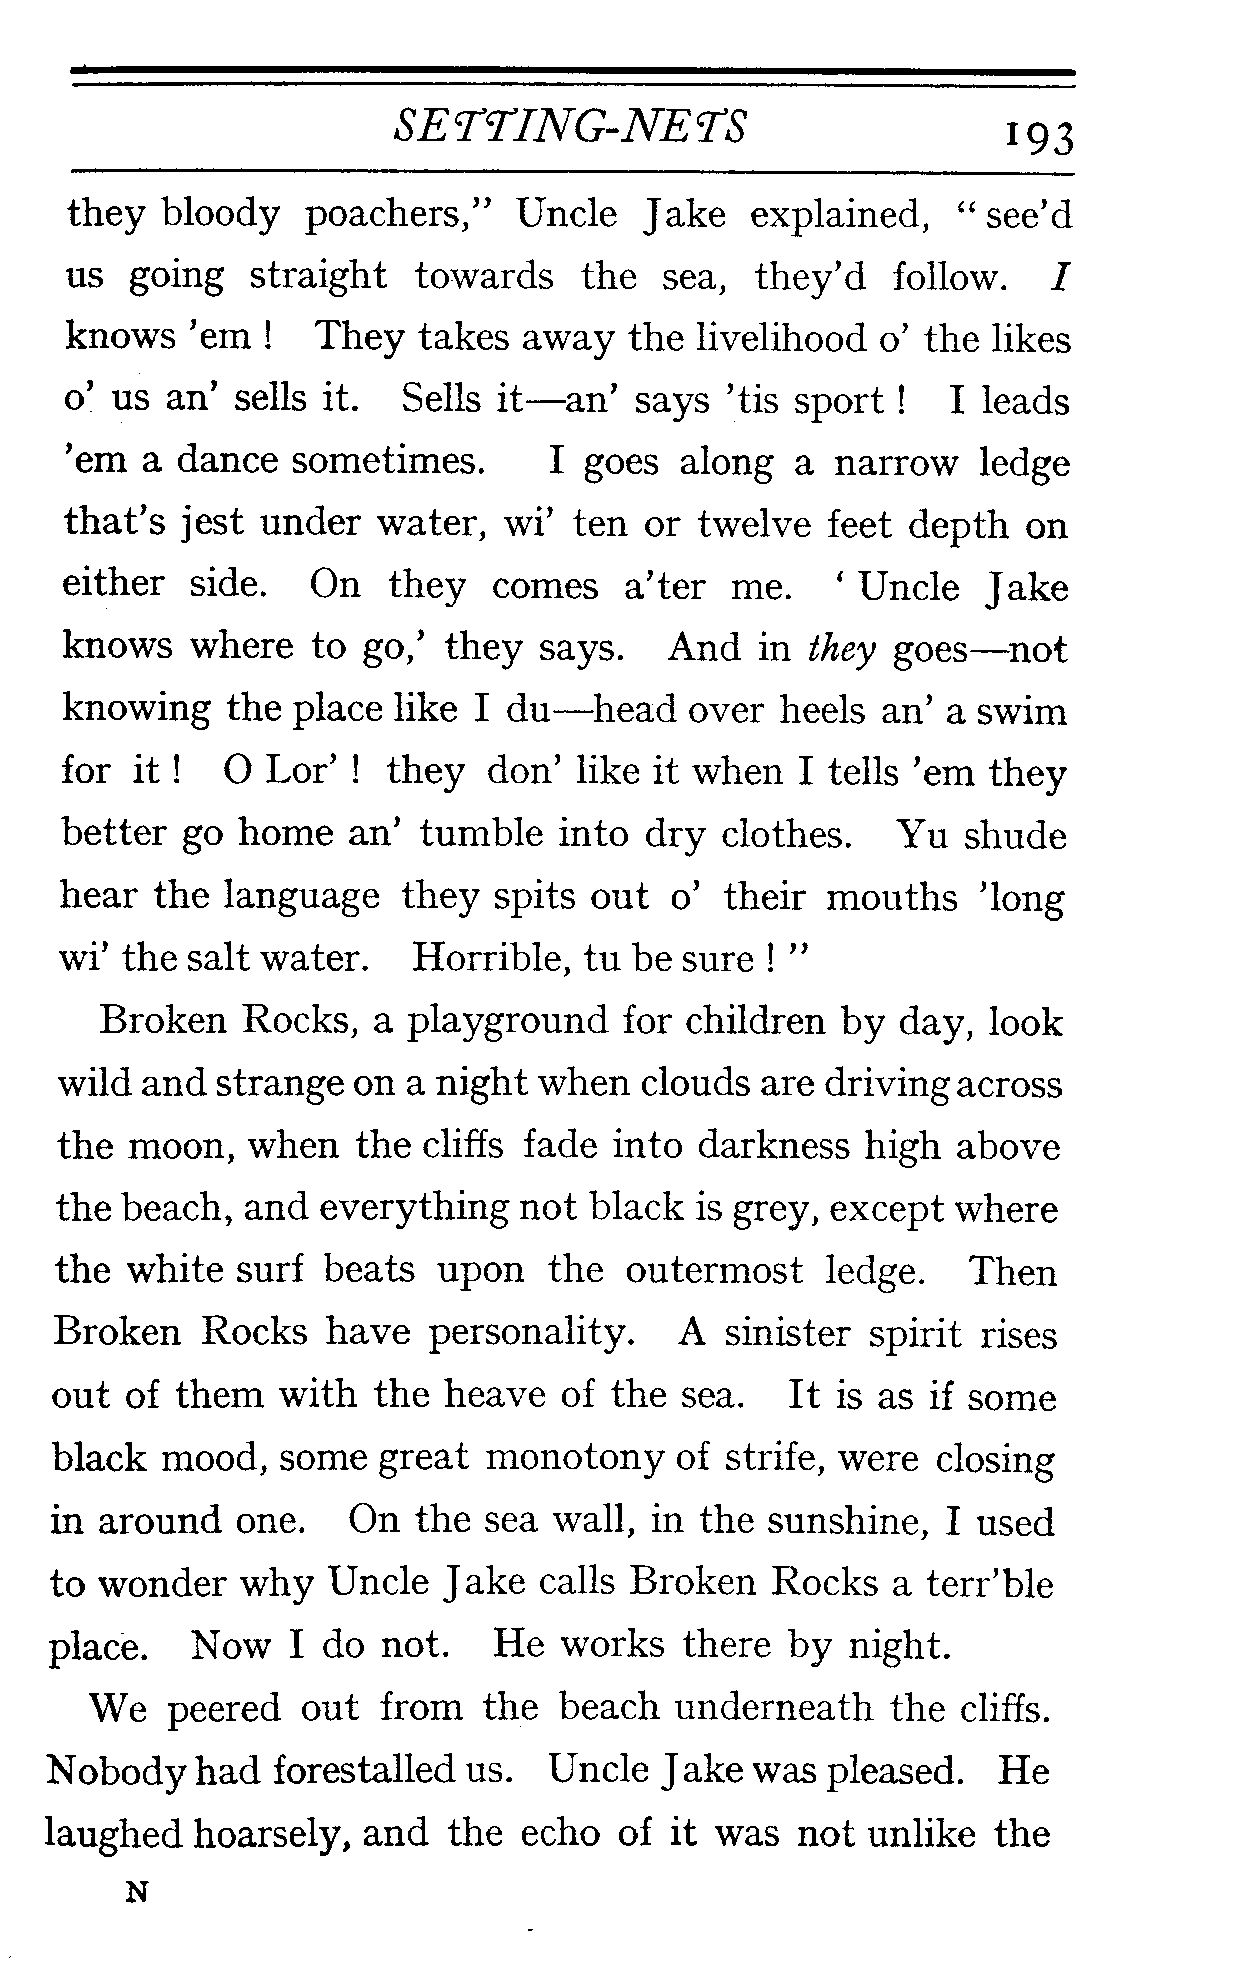 SETTING-NETS 193
they bloody poachers,” Uncle Jake explained, “ see’d
us going straight towards the sea, they’d follow. I
knows ’em ! They takes away the livelihood o’ the likes
o’ us an’ sells it. Sells it—an’ says ’tis sport ! I leads
’em a dance sometimes. I goes along a narrow ledge
that’s jest under water, wi’ ten or twelve feet depth on
either side. On they comes a’ter me. ‘ Uncle Jake
knows where to go,’ they says. And in they goes—not
knowing the place like I du—head over heels an’ a swim
for it ! O Lor’ ! they don’ like it when I tells ’em they
better go home an’ tumble into dry clothes. Yu shude
hear the language they spits out o’ their mouths ’long
wi’ the salt water. Horrible, tu be sure ! ”
Broken Rocks, a playground for children by day, look
wild and strange on a night when clouds are driving across
the moon, when the cliffs fade into darkness high above
the beach, and everything not black is grey, except where
the white surf beats upon the outermost ledge. Then
Broken Rocks have personality. A sinister spirit rises
out of them with the heave of the sea. It is as if some
black mood, some great monotony of strife, were closing
in around one. On the sea wall, in the sunshine, I used
to wonder why Uncle Jake calls Broken Rocks a terr’ble
place. Now I do not. He works there by night.
We peered out from the beach underneath the cliffs.
Nobody had forestalled us. Uncle Jake was pleased. He
laughed hoarsely, and the echo of it was not unlike the
N